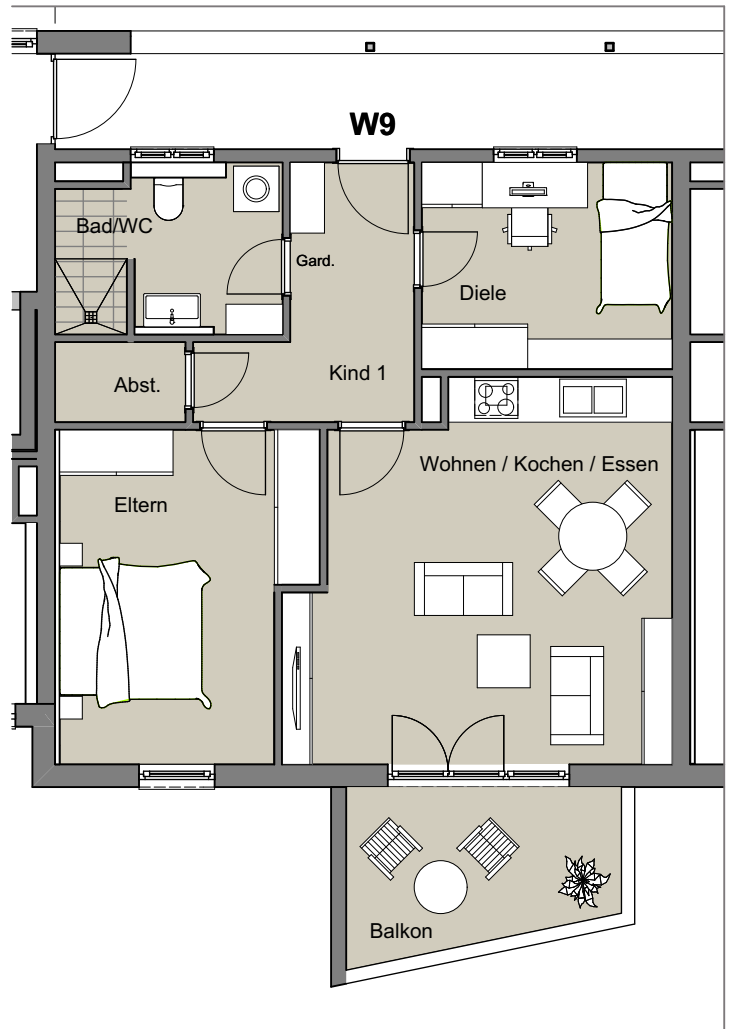 W9
Bad/WC
Gard.
Diele
Kind 1
Abst.
Wohnen / Kochen / Essen
Eltern
Balkon